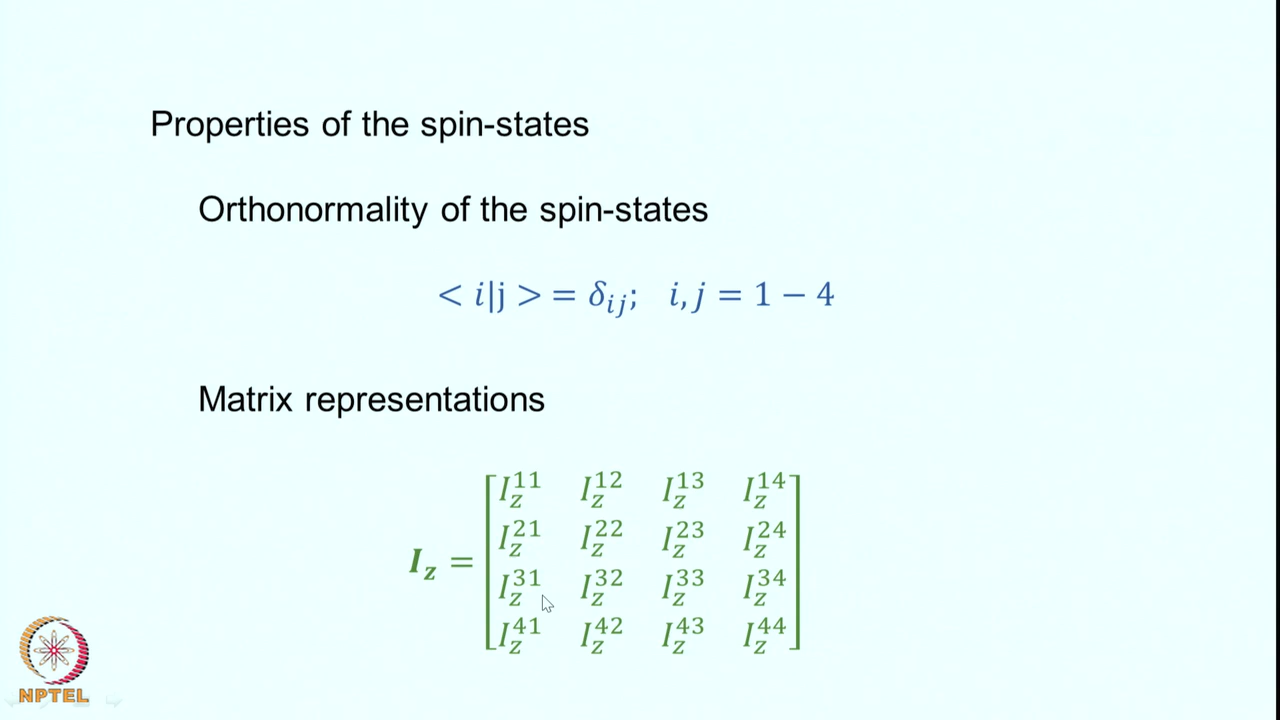 Properties of the spin-states
Orthonormality of the spin-states
< i|j > = δ_{ij};   i, j = 1 − 4
Matrix representations
I_z^{11} I_z^{12} I_z^{13} I_z^{14}
I_z^{21} I_z^{22} I_z^{23} I_z^{24}
I_z =
I_z^{31} I_z^{32} I_z^{33} I_z^{34}
I_z^{41} I_z^{42} I_z^{43} I_z^{44}
NPTEL